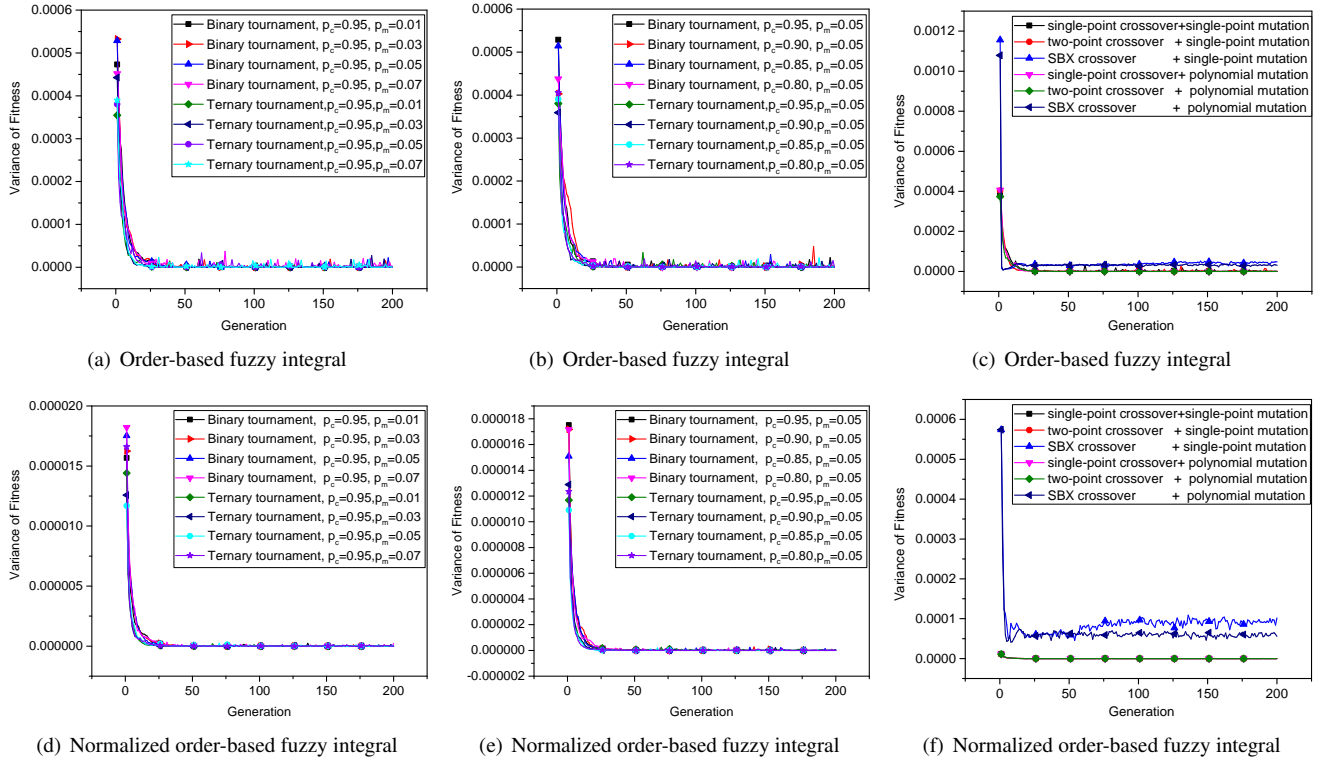 0.0006
0.0005
0.0004
0.0003
0.0002
0.0001
0.0000
Variance of Fitness
0 50 100 150 200
Generation
Binary tournament, p_c=0.95, p_m=0.01
Binary tournament, p_c=0.95, p_m=0.03
Binary tournament, p_c=0.95, p_m=0.05
Binary tournament, p_c=0.95, p_m=0.07
Ternary tournament,p_c=0.95,p_m=0.01
Ternary tournament,p_c=0.95,p_m=0.03
Ternary tournament,p_c=0.95,p_m=0.05
Ternary tournament,p_c=0.95,p_m=0.07
(a) Order-based fuzzy integral
0.0006
0.0005
0.0004
0.0003
0.0002
0.0001
0.0000
Variance of Fitness
0 50 100 150 200
Generation
Binary tournament, p_c=0.95, p_m=0.05
Binary tournament, p_c=0.90, p_m=0.05
Binary tournament, p_c=0.85, p_m=0.05
Binary tournament, p_c=0.80, p_m=0.05
Ternary tournament,p_c=0.95,p_m=0.05
Ternary tournament,p_c=0.90,p_m=0.05
Ternary tournament,p_c=0.85,p_m=0.05
Ternary tournament,p_c=0.80,p_m=0.05
(b) Order-based fuzzy integral
0.0012
0.0010
0.0008
0.0006
0.0004
0.0002
0.0000
Variance of Fitness
0 50 100 150 200
Generation
single-point crossover+single-point mutation
two-point crossover + single-point mutation
SBX crossover + single-point mutation
single-point crossover+ polynomial mutation
two-point crossover + polynomial mutation
SBX crossover + polynomial mutation
(c) Order-based fuzzy integral
0.000020
0.000015
0.000010
0.000005
0.000000
Variance of Fitness
0 50 100 150 200
Generation
Binary tournament, p_c=0.95, p_m=0.01
Binary tournament, p_c=0.95, p_m=0.03
Binary tournament, p_c=0.95, p_m=0.05
Binary tournament, p_c=0.95, p_m=0.07
Ternary tournament, p_c=0.95,p_m=0.01
Ternary tournament, p_c=0.95,p_m=0.03
Ternary tournament, p_c=0.95,p_m=0.05
Ternary tournament, p_c=0.95,p_m=0.07
(d) Normalized order-based fuzzy integral
0.000018
0.000016
0.000014
0.000012
0.000010
0.000008
0.000006
0.000004
0.000002
0.000000
-0.000002
Variance of Fitness
0 50 100 150 200
Generation
Binary tournament, p_c=0.95, p_m=0.05
Binary tournament, p_c=0.90, p_m=0.05
Binary tournament, p_c=0.85, p_m=0.05
Binary tournament, p_c=0.80, p_m=0.05
Ternary tournament, p_c=0.95,p_m=0.05
Ternary tournament, p_c=0.90,p_m=0.05
Ternary tournament, p_c=0.85,p_m=0.05
Ternary tournament, p_c=0.80,p_m=0.05
(e) Normalized order-based fuzzy integral
0.0006
0.0005
0.0004
0.0003
0.0002
0.0001
0.0000
Variance of Fitness
0 50 100 150 200
Generation
single-point crossover+single-point mutation
two-point crossover + single-point mutation
SBX crossover + single-point mutation
single-point crossover+ polynomial mutation
two-point crossover + polynomial mutation
SBX crossover + polynomial mutation
(f) Normalized order-based fuzzy integral